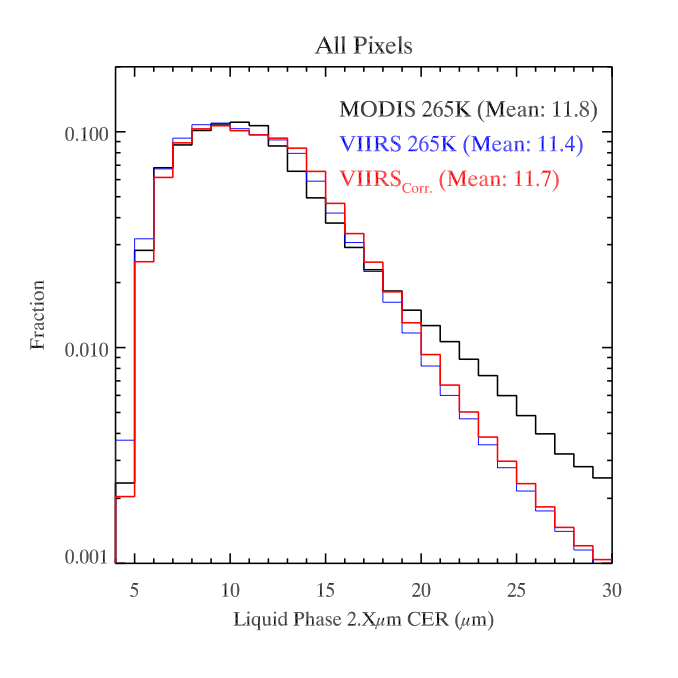 All Pixels
MODIS 265K (Mean: 11.8)
VIIRS 265K (Mean: 11.4)
VIIRSCorr. (Mean: 11.7)
Fraction
0.100
0.010
0.001
5 10 15 20 25 30
Liquid Phase 2.Xμm CER (μm)